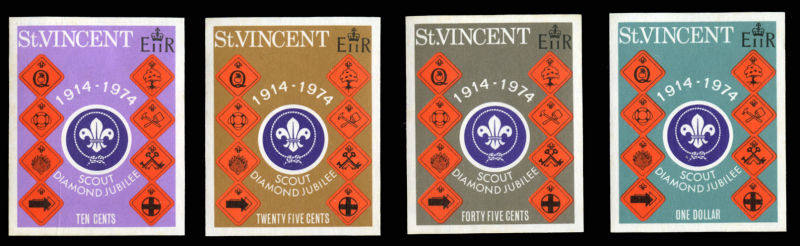 St.VINCENT EIIR
1914-1974
SCOUT
DIAMOND JUBILEE
TEN CENTS
St.VINCENT EIIR
1914-1974
SCOUT
DIAMOND JUBILEE
TWENTY FIVE CENTS
St.VINCENT EIIR
1914-1974
SCOUT
DIAMOND JUBILEE
FORTY FIVE CENTS
St.VINCENT EIIR
1914-1974
SCOUT
DIAMOND JUBILEE
ONE DOLLAR